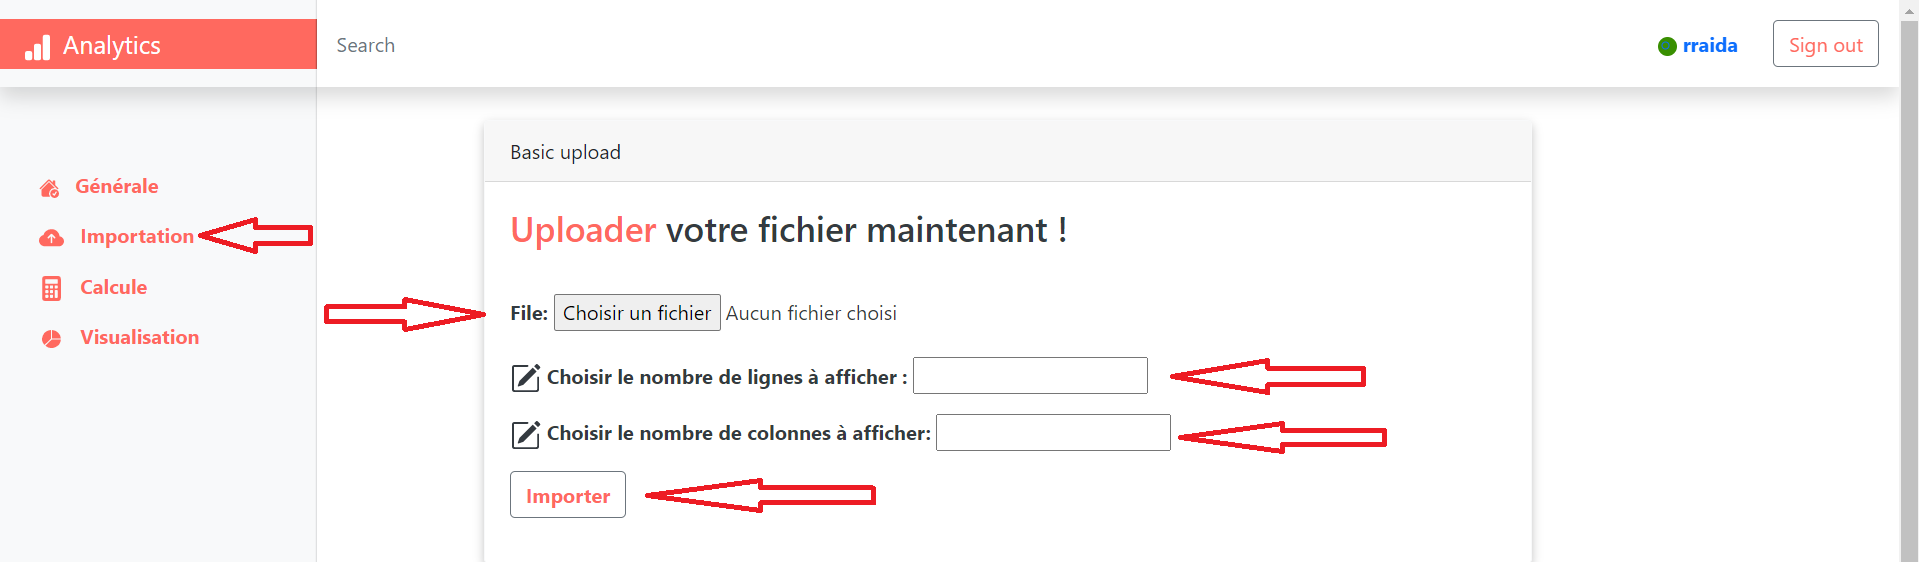 Analytics
Search
rraida
Sign out
Générale
Importation
Calcule
Visualisation
Basic upload
Uploader votre fichier maintenant !
File: Choisir un fichier Aucun fichier choisi
Choisir le nombre de lignes à afficher :
Choisir le nombre de colonnes à afficher:
Importer